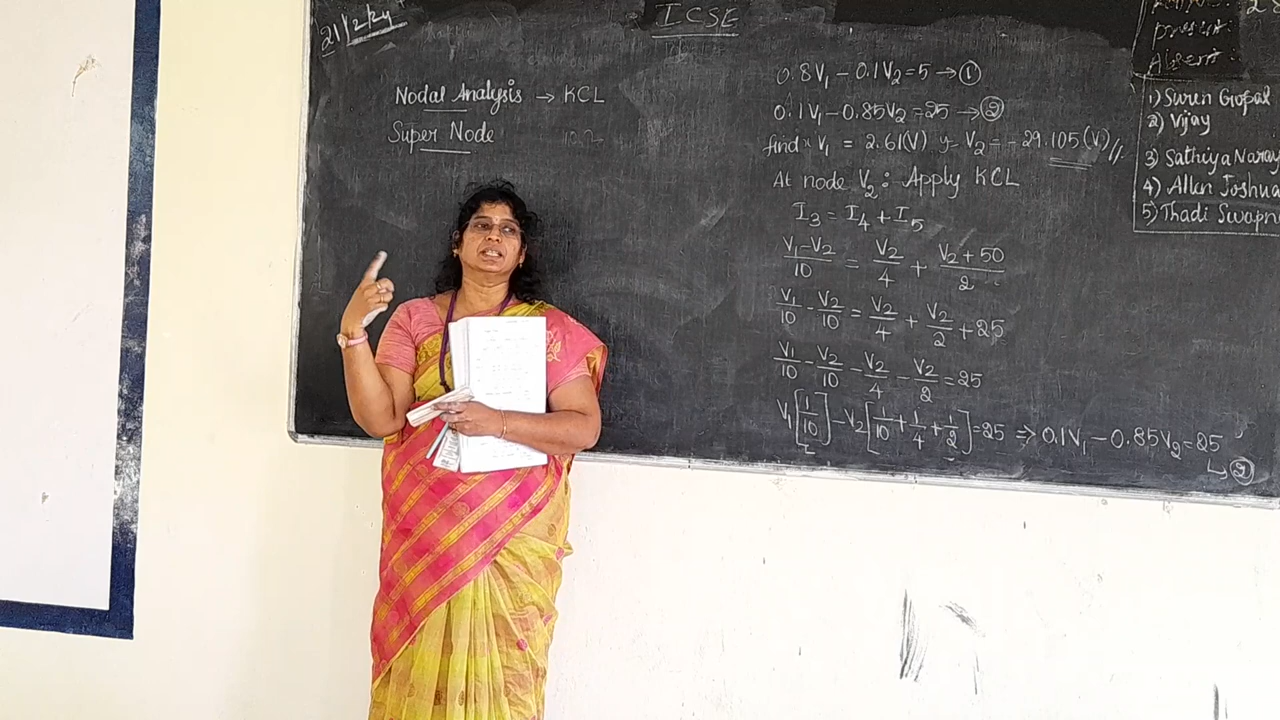 21/2/24
ICSE
Nodal Analysis → KCL
Super Node
0.8V₁ - 0.1V₂ = 5 → ①
0.1V₁ - 0.85V₂ = 25 → ②
find V₁ = 2.61(V) y V₂ = -29.105(V)//.
At node V₂ : Apply KCL
I₃ = I₄ + I₅
(V₁ - V₂)/10 = V₂/4 + (V₂ + 50)/2
V₁/10 - V₂/10 = V₂/4 + V₂/2 + 25
V₁/10 - V₂/10 - V₂/4 - V₂/2 = 25
V₁[1/10] - V₂[1/10 + 1/4 + 1/2] = 25 ⇒ 0.1V₁ - 0.85V₂ = 25
↳ ②
present:
Absent:
1) Suren Gopal
2) Vijay
3) Sathiya Naray
4) Allen Joshua
5) Thadi Swapn